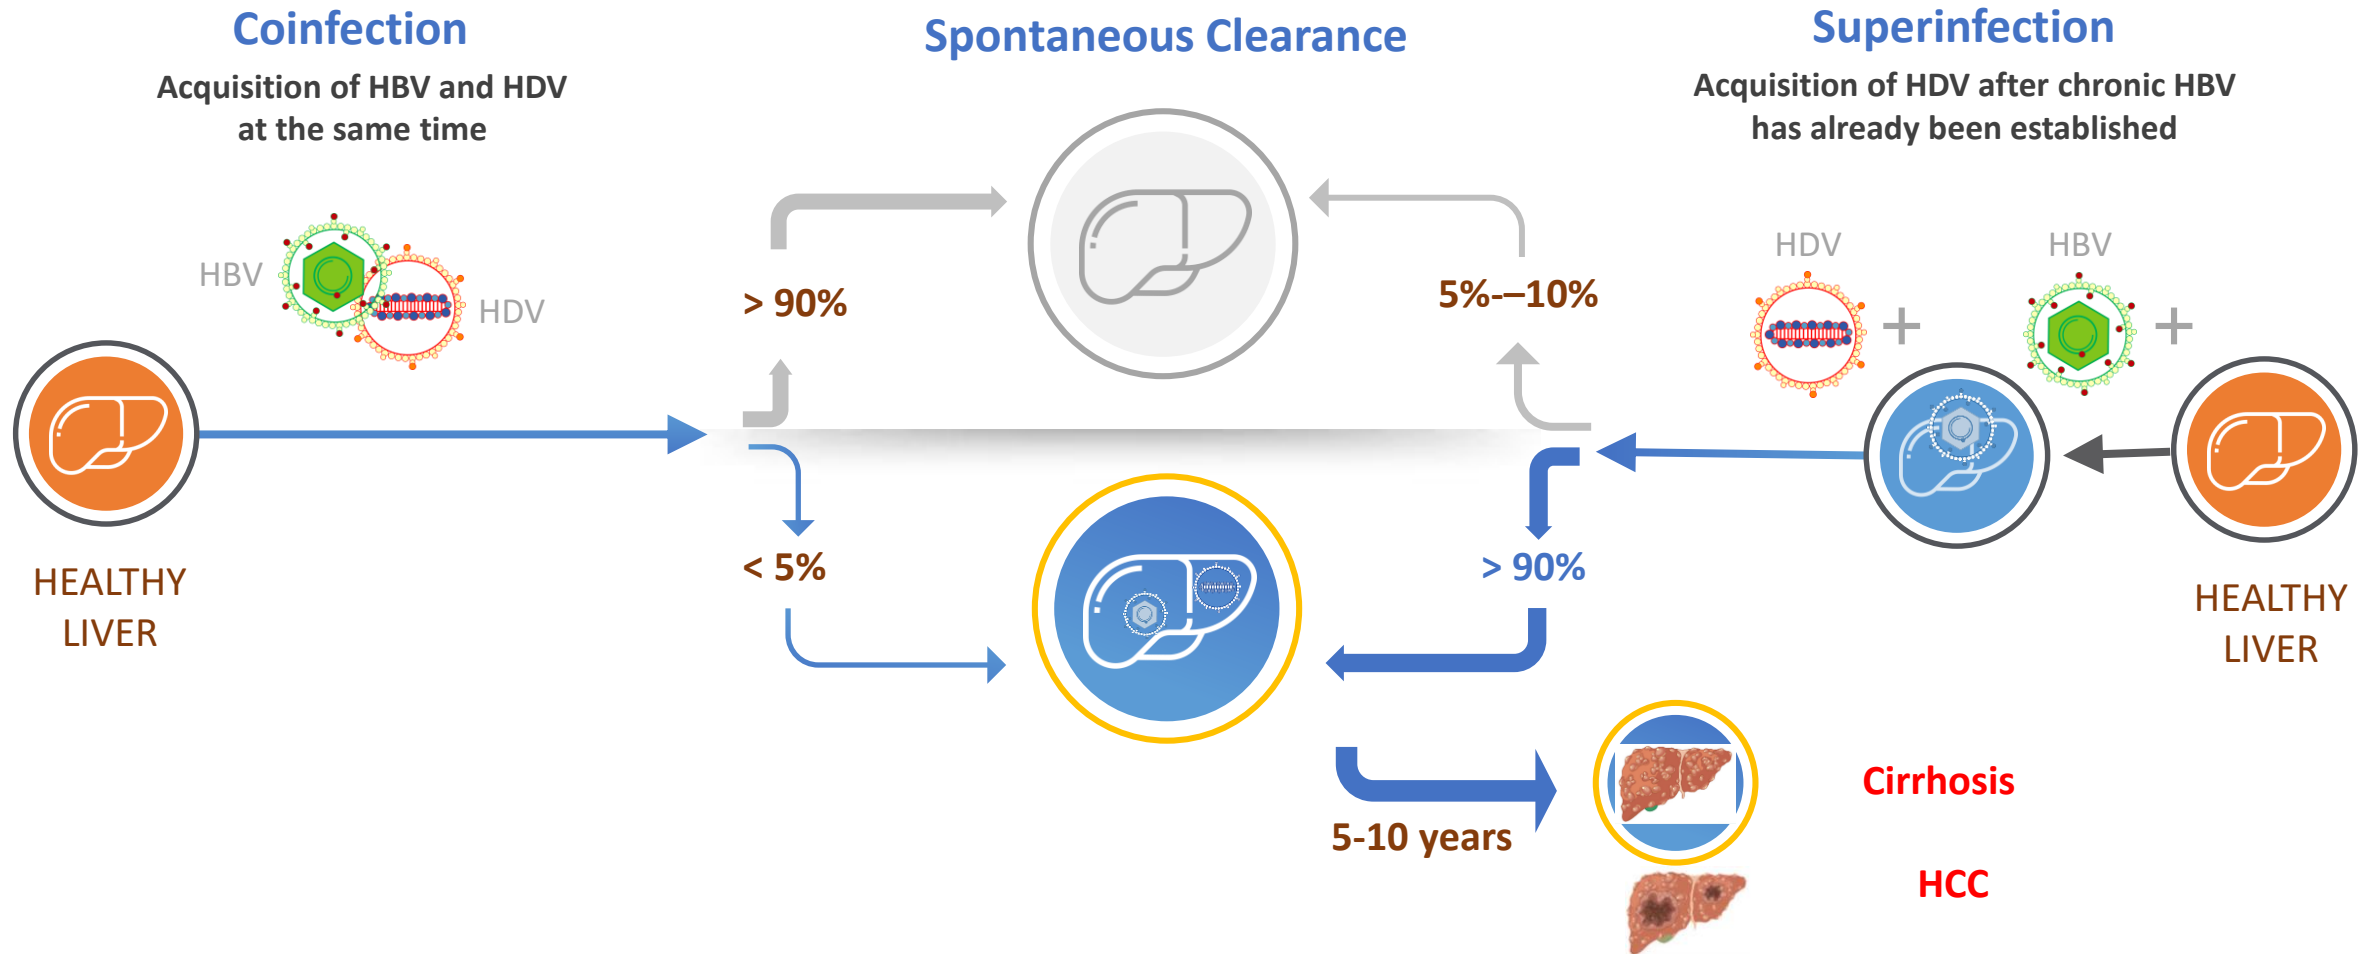 Coinfection
Acquisition of HBV and HDV
at the same time
HBV
HDV
HEALTHY
LIVER
Spontaneous Clearance
> 90%
5%-–10%
< 5%
> 90%
5-10 years
Superinfection
Acquisition of HDV after chronic HBV
has already been established
HDV
HBV
+
+
HEALTHY
LIVER
Cirrhosis
HCC